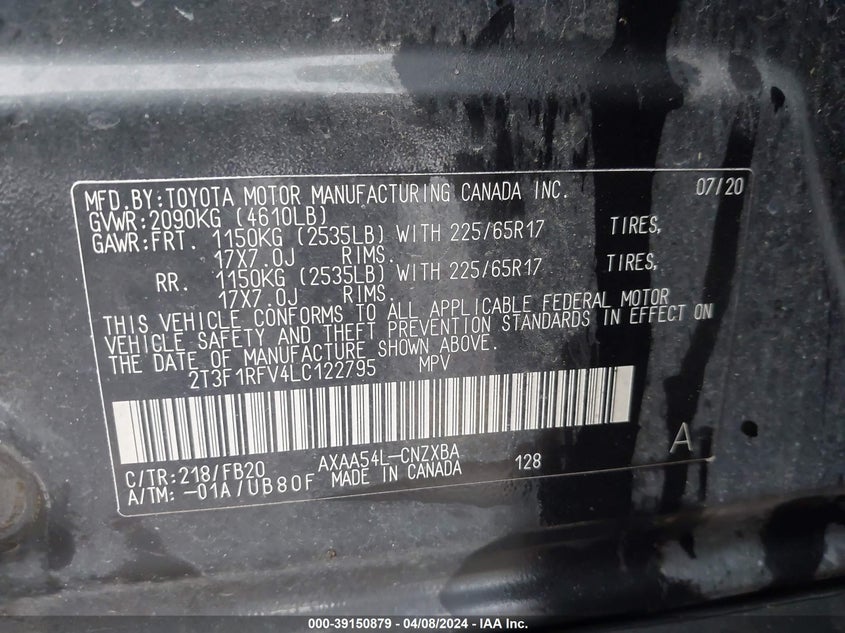 MFD.BY:TOYOTA MOTOR MANUFACTURING CANADA INC. 07/20
GVWR:2090KG (4610LB)
GAWR:FRT. 1150KG (2535LB) WITH 225/65R17 TIRES,
17X7.0J RIMS.
RR. 1150KG (2535LB) WITH 225/65R17 TIRES,
17X7.0J RIMS.
THIS VEHICLE CONFORMS TO ALL APPLICABLE FEDERAL MOTOR
VEHICLE SAFETY AND THEFT PREVENTION STANDARDS IN EFFECT ON
THE DATE OF MANUFACTURE SHOWN ABOVE.
2T3F1RFV4LC122795 MPV
A
C/TR:218/FB20 AXAA54L-CNZXBA 128
A/TM: -01A/UB80F MADE IN CANADA
000-39150879 - 04/08/2024 - IAA Inc.